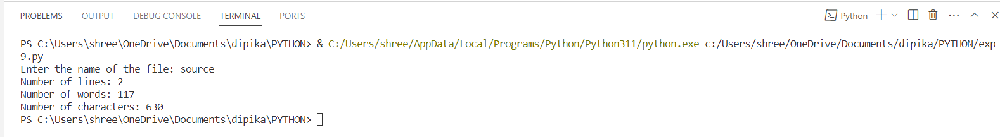 PROBLEMS OUTPUT DEBUG CONSOLE TERMINAL PORTS Python
PS C:\Users\shree\OneDrive\Documents\dipika\PYTHON> & C:/Users/shree/AppData/Local/Programs/Python/Python311/python.exe c:/Users/shree/OneDrive/Documents/dipika/PYTHON/exp
9.py
Enter the name of the file: source
Number of lines: 2
Number of words: 117
Number of characters: 630
PS C:\Users\shree\OneDrive\Documents\dipika\PYTHON>